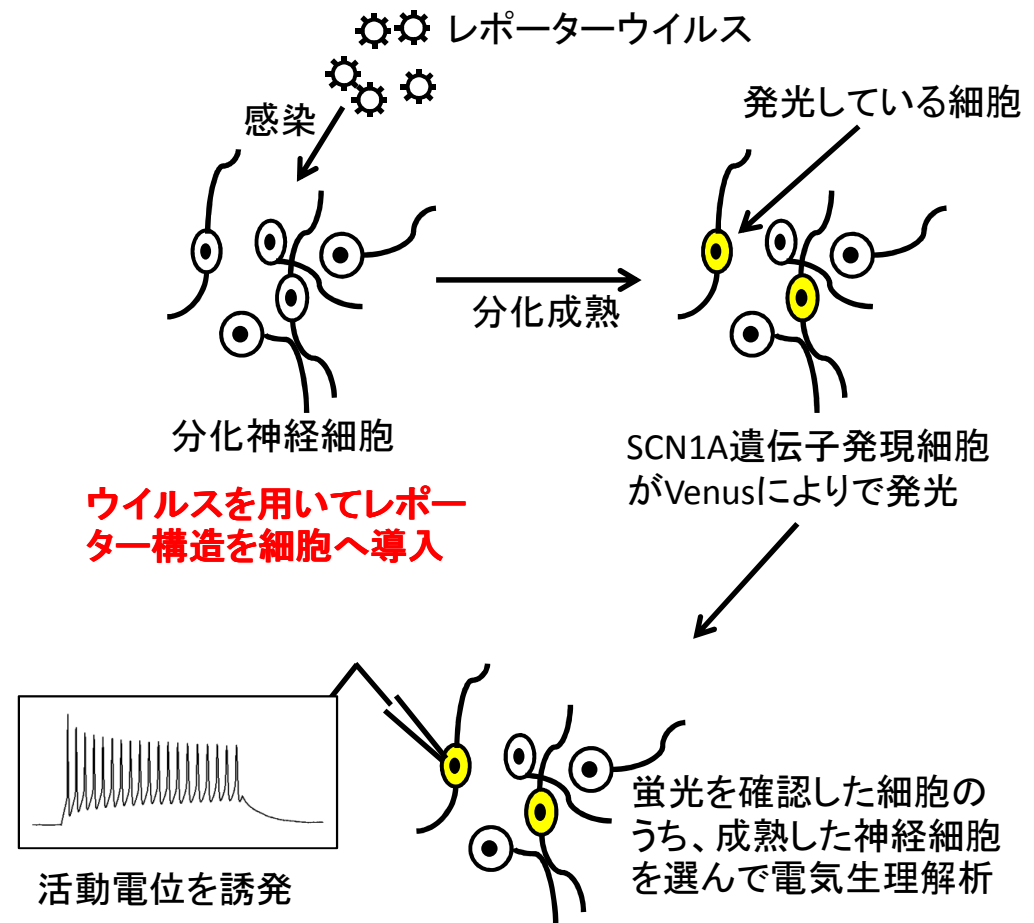 レポーターウイルス
感染
発光している細胞
分化成熟
分化神経細胞
SCN1A遺伝子発現細胞
がVenusによりで発光
ウイルスを用いてレポー
ター構造を細胞へ導入
蛍光を確認した細胞の
うち、成熟した神経細胞
を選んで電気生理解析
活動電位を誘発